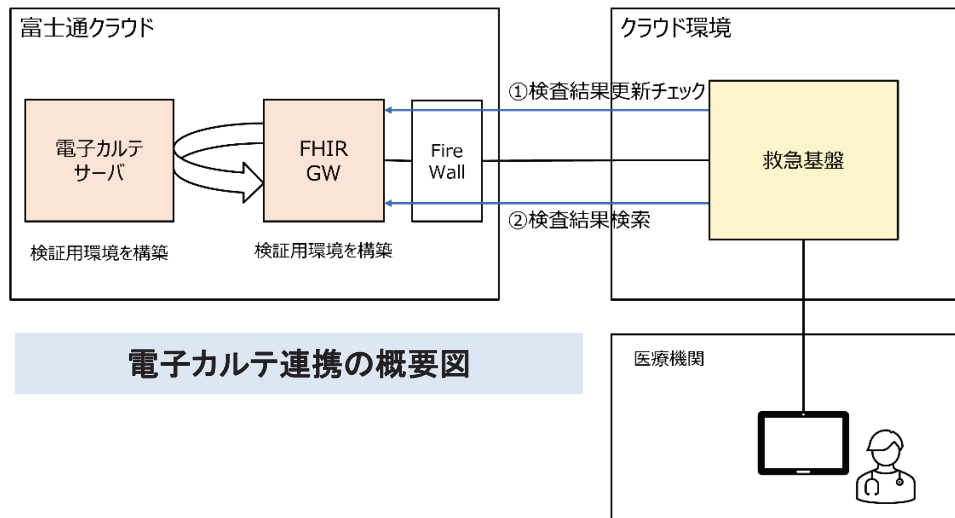 富士通クラウド
電子カルテ
サーバ
検証用環境を構築
FHIR
GW
検証用環境を構築
Fire
Wall
①検査結果更新チェック
②検査結果検索
クラウド環境
救急基盤
電子カルテ連携の概要図
医療機関